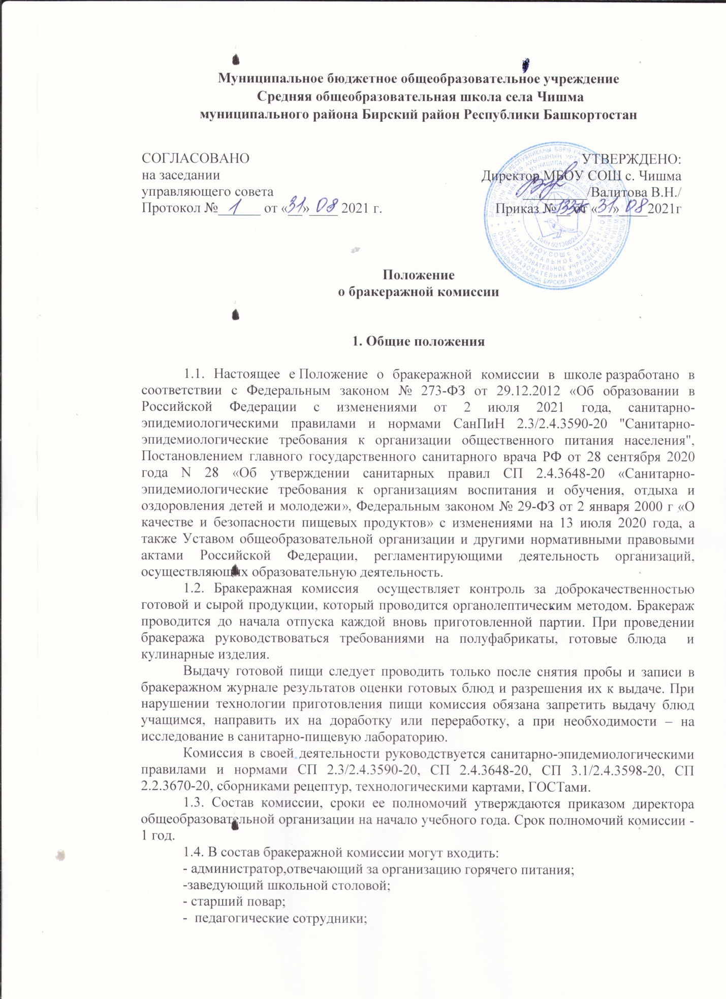 Муниципальное бюджетное общеобразовательное учреждение
Средняя общеобразовательная школа села Чишма
муниципального района Бирский район Республики Башкортостан
СОГЛАСОВАНО
на заседании
управляющего совета
Протокол № 1 от «31» 08 2021 г.
УТВЕРЖДЕНО:
Директор МБОУ СОШ с. Чишма
/Валитова В.Н./
Приказ № от «31» 08 2021г
ИНН 0213002443
(МБОУ СОШ с. Чишма)
Положение
о бракеражной комиссии
1. Общие положения
1.1. Настоящее е Положение о бракеражной комиссии в школе разработано в
соответствии с Федеральным законом № 273-ФЗ от 29.12.2012 «Об образовании в
Российской Федерации с изменениями от 2 июля 2021 года, санитарно-
эпидемиологическими правилами и нормами СанПиН 2.3/2.4.3590-20 "Санитарно-
эпидемиологические требования к организации общественного питания населения",
Постановлением главного государственного санитарного врача РФ от 28 сентября 2020
года N 28 «Об утверждении санитарных правил СП 2.4.3648-20 «Санитарно-
эпидемиологические требования к организациям воспитания и обучения, отдыха и
оздоровления детей и молодежи», Федеральным законом № 29-ФЗ от 2 января 2000 г «О
качестве и безопасности пищевых продуктов» с изменениями на 13 июля 2020 года, а
также Уставом общеобразовательной организации и другими нормативными правовыми
актами Российской Федерации, регламентирующими деятельность организаций,
осуществляющих образовательную деятельность.
1.2. Бракеражная комиссия осуществляет контроль за доброкачественностью
готовой и сырой продукции, который проводится органолептическим методом. Бракераж
проводится до начала отпуска каждой вновь приготовленной партии. При проведении
бракеража руководствоваться требованиями на полуфабрикаты, готовые блюда и
кулинарные изделия.
Выдачу готовой пищи следует проводить только после снятия пробы и записи в
бракеражном журнале результатов оценки готовых блюд и разрешения их к выдаче. При
нарушении технологии приготовления пищи комиссия обязана запретить выдачу блюд
учащимся, направить их на доработку или переработку, а при необходимости – на
исследование в санитарно-пищевую лабораторию.
Комиссия в своей деятельности руководствуется санитарно-эпидемиологическими
правилами и нормами СП 2.3/2.4.3590-20, СП 2.4.3648-20, СП 3.1/2.4.3598-20, СП
2.2.3670-20, сборниками рецептур, технологическими картами, ГОСТами.
1.3. Состав комиссии, сроки ее полномочий утверждаются приказом директора
общеобразовательной организации на начало учебного года. Срок полномочий комиссии -
1 год.
1.4. В состав бракеражной комиссии могут входить:
- администратор,отвечающий за организацию горячего питания;
-заведующий школьной столовой;
- старший повар;
- педагогические сотрудники;